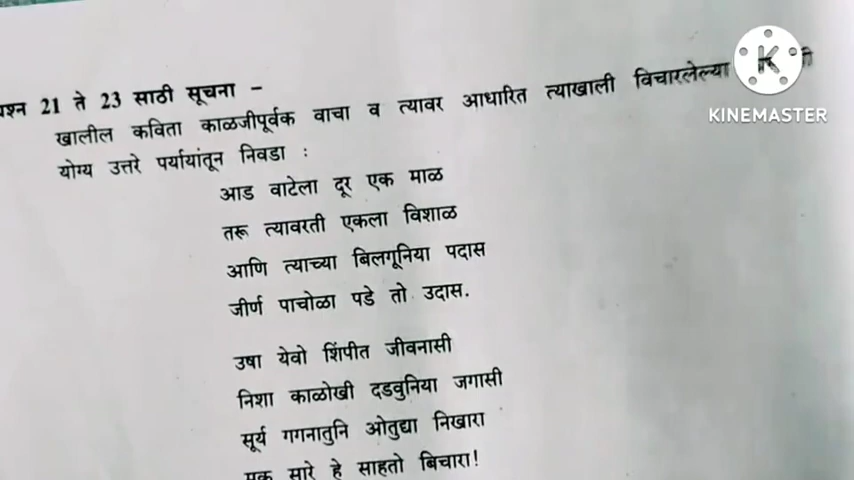 प्रश्न 21 ते 23 साठी सूचना –
खालील कविता काळजीपूर्वक वाचा व त्यावर आधारित त्याखाली विचारलेल्या
योग्य उत्तरे पर्यायांतून निवडा :
आड वाटेला दूर एक माळ
तरू त्यावरती एकला विशाळ
आणि त्याच्या बिलगूनिया पदास
जीर्ण पाचोळा पडे तो उदास.
उषा येवो शिंपीत जीवनासी
निशा काळोखी दडवुनिया जगासी
सूर्य गगनातुनि ओतुद्या निखारा
मूक सारे हे साहतो बिचारा!
K
KINEMASTER